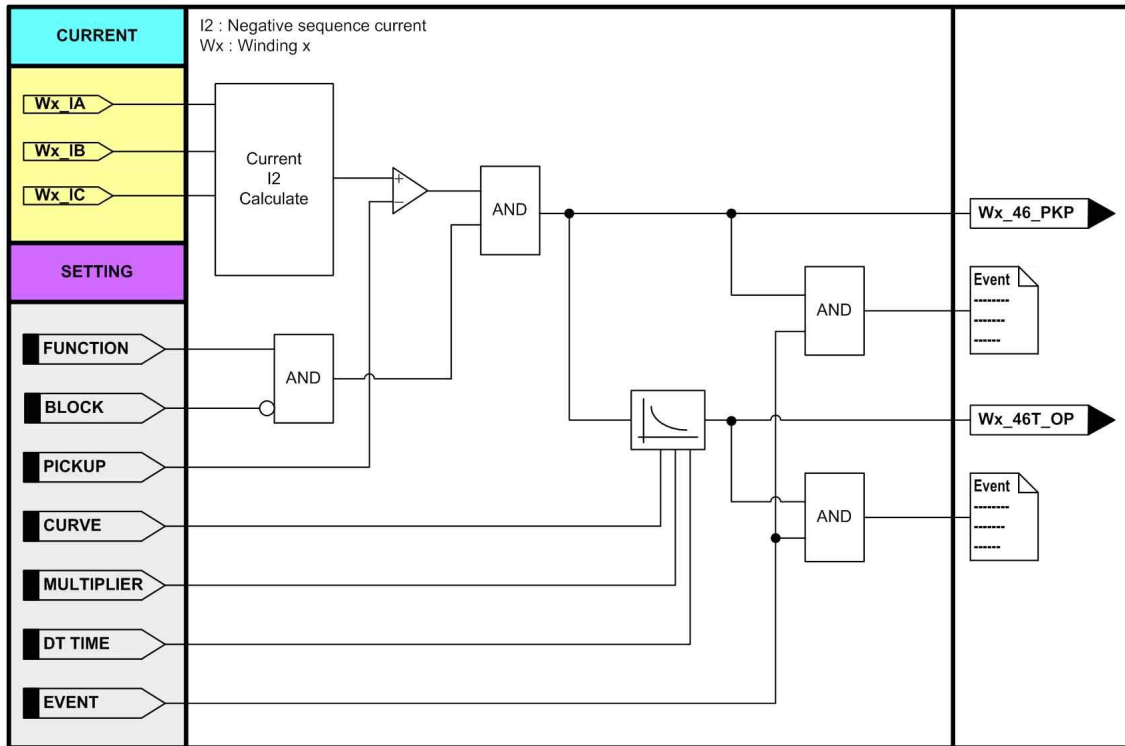 CURRENT
I2 : Negative sequence current
Wx : Winding x
Wx_IA
Wx_IB
Wx_IC
Current
I2
Calculate
+
−
AND
Wx_46_PKP
SETTING
Event
--------
-------
------
AND
FUNCTION
AND
BLOCK
Wx_46T_OP
PICKUP
Event
--------
-------
------
CURVE
AND
MULTIPLIER
DT TIME
EVENT